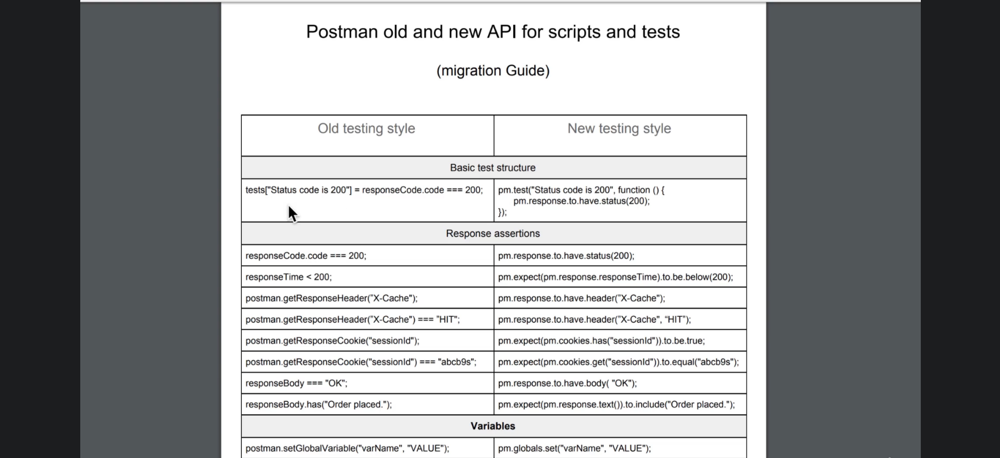 Postman old and new API for scripts and tests
(migration Guide)
Old testing style
New testing style
Basic test structure
tests["Status code is 200"] = responseCode.code === 200;
pm.test("Status code is 200", function () {
pm.response.to.have.status(200);
});
Response assertions
responseCode.code === 200;
pm.response.to.have.status(200);
responseTime < 200;
pm.expect(pm.response.responseTime).to.be.below(200);
postman.getResponseHeader(”X-Cache");
pm.response.to.have.header(”X-Cache");
postman.getResponseHeader(”X-Cache") === ”HIT";
pm.response.to.have.header(”X-Cache", “HIT”);
postman.getResponseCookie("sessionId");
pm.expect(pm.cookies.has("sessionId")).to.be.true;
postman.getResponseCookie("sessionId") === "abcb9s";
pm.expect(pm.cookies.get("sessionId")).to.equal("abcb9s");
responseBody === "OK";
pm.response.to.have.body( "OK");
responseBody.has("Order placed.");
pm.expect(pm.response.text()).to.include("Order placed.");
Variables
postman.setGlobalVariable("varName", "VALUE");
pm.globals.set("varName", "VALUE");